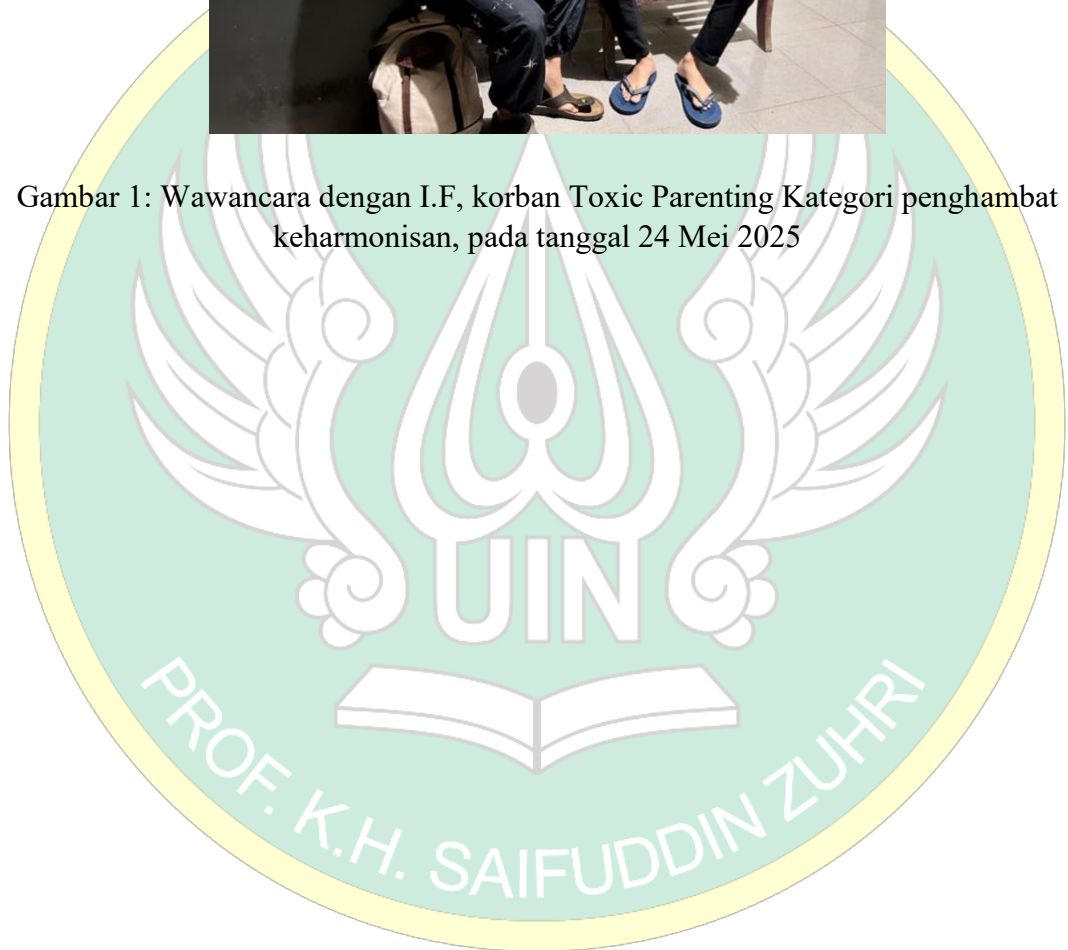 Gambar 1: Wawancara dengan I.F, korban Toxic Parenting Kategori penghambat
keharmonisan, pada tanggal 24 Mei 2025
UIN
PROF. K.H. SAIFUDDIN ZUHRI